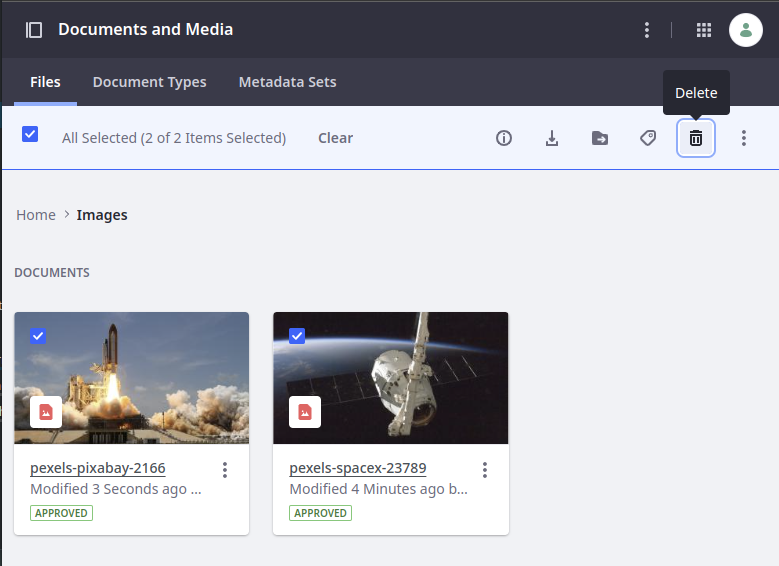 Documents and Media
Files Document Types Metadata Sets
Delete
All Selected (2 of 2 Items Selected) Clear
Home > Images
DOCUMENTS
pexels-pixabay-2166
Modified 3 Seconds ago ...
APPROVED
pexels-spacex-23789
Modified 4 Minutes ago b...
APPROVED